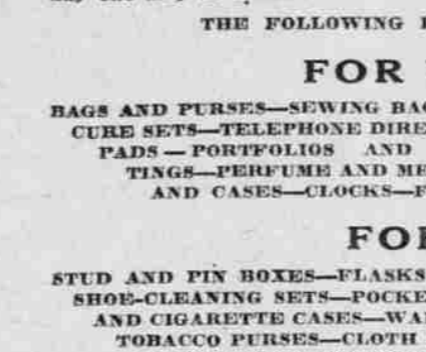 THE FOLLOWING
FOR
BAGS AND PURSES—SEWING BAG
CURE SETS—TELEPHONE DIRE
PADS—PORTFOLIOS AND
TINGS—PERFUME AND ME
AND CASES—CLOCKS—F
FOR
STUD AND PIN BOXES—FLASKS
SHOE-CLEANING SETS—POCKE
AND CIGARETTE CASES—WA
TOBACCO PURSES—CLOTH